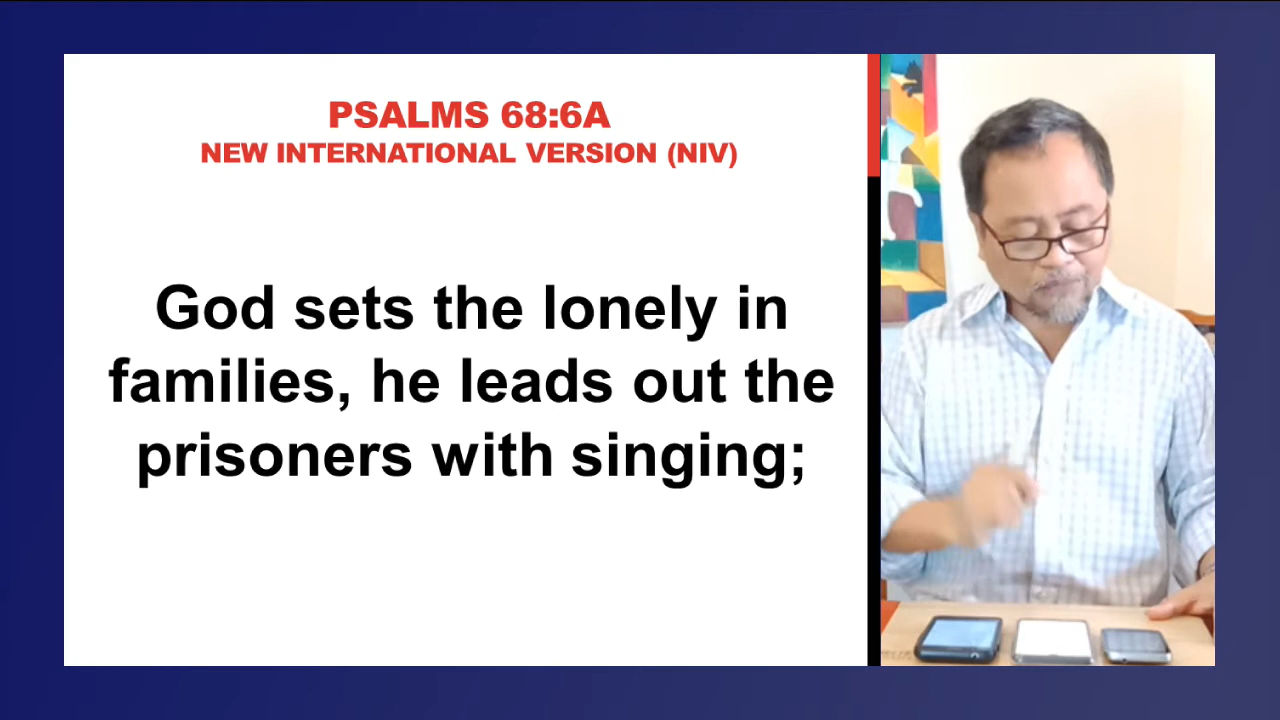 PSALMS 68:6A
NEW INTERNATIONAL VERSION (NIV)
God sets the lonely in
families, he leads out the
prisoners with singing;